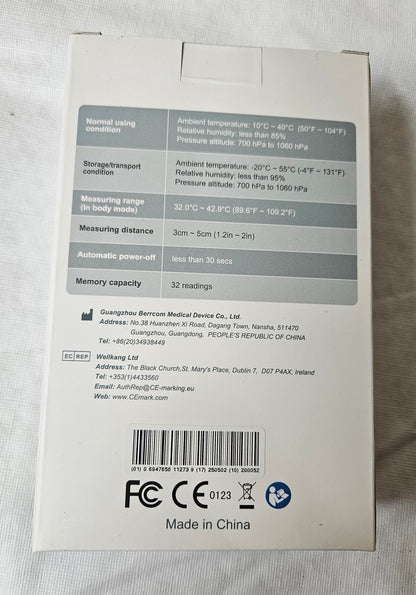 Normal using
condition
Ambient temperature: 10°C ~ 40°C (50°F ~ 104°F)
Relative humidity: less than 85%
Pressure altitude: 700 hPa to 1060 hPa
Storage/transport
condition
Ambient temperature: -20°C ~ 55°C (-4°F ~ 131°F)
Relative humidity: less than 95%
Pressure altitude: 700 hPa to 1060 hPa
Measuring range
(In body mode)
32.0°C ~ 42.9°C (89.6°F ~ 109.2°F)
Measuring distance
3cm ~ 5cm (1.2in ~ 2in)
Automatic power-off
less than 30 secs
Memory capacity
32 readings
Guangzhou Berrcom Medical Device Co., Ltd.
Address: No.38 Huanzhen Xi Road, Dagang Town, Nansha, 511470
Guangzhou, Guangdong, PEOPLE'S REPUBLIC OF CHINA
Tel: +86(20)34938449
EC REP Wellkang Ltd
Address: The Black Church,St. Mary's Place, Dublin 7, D07 P4AX, Ireland
Tel: +353(1)4433560
Email: AuthRep@CE-marking.eu
Web: www.CEmark.com
(01) 0 6947656 11273 9 (17) 250502 (10) 200052
FC CE 0123
Made in China